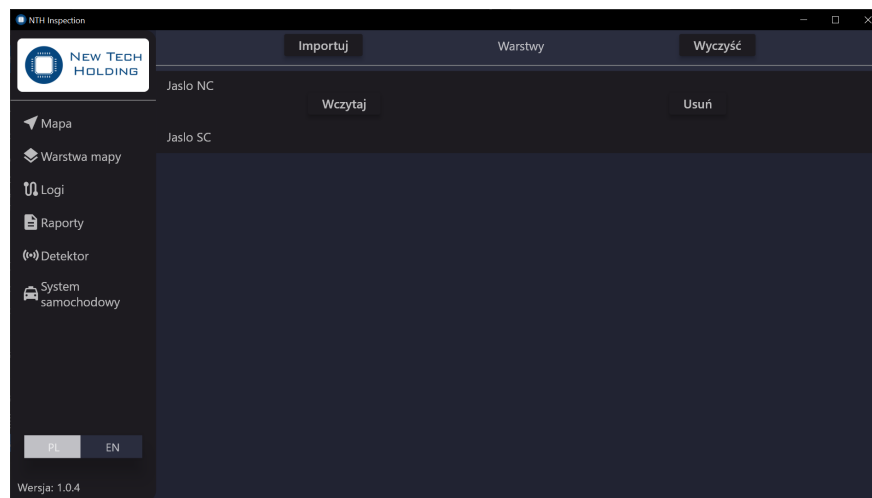 NTH Inspection
NEW TECH
HOLDING
Importuj Warstwy Wyczyść
Jaslo NC
Wczytaj Usuń
Jaslo SC
Mapa
Warstwa mapy
Logi
Raporty
Detektor
System
samochodowy
PL EN
Wersja: 1.0.4